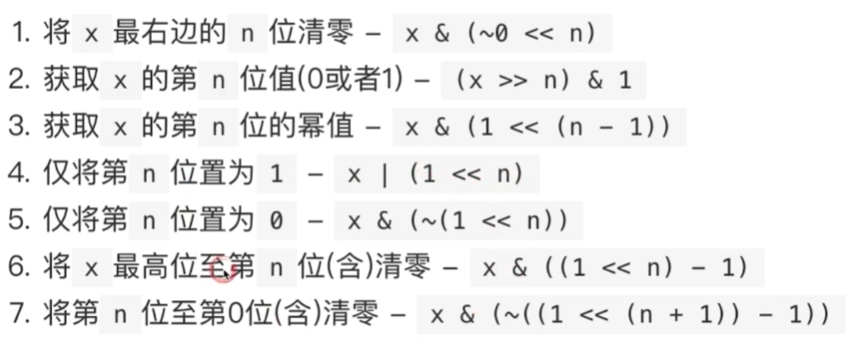 1. 将 x 最右边的 n 位清零 – x & (~0 << n)
2. 获取 x 的第 n 位值(0或者1) – (x >> n) & 1
3. 获取 x 的第 n 位的幂值 – x & (1 << (n - 1))
4. 仅将第 n 位置为 1 – x | (1 << n)
5. 仅将第 n 位置为 0 – x & (~(1 << n))
6. 将 x 最高位至第 n 位(含)清零 – x & ((1 << n) - 1)
7. 将第 n 位至第0位(含)清零 – x & (~((1 << (n + 1)) - 1))